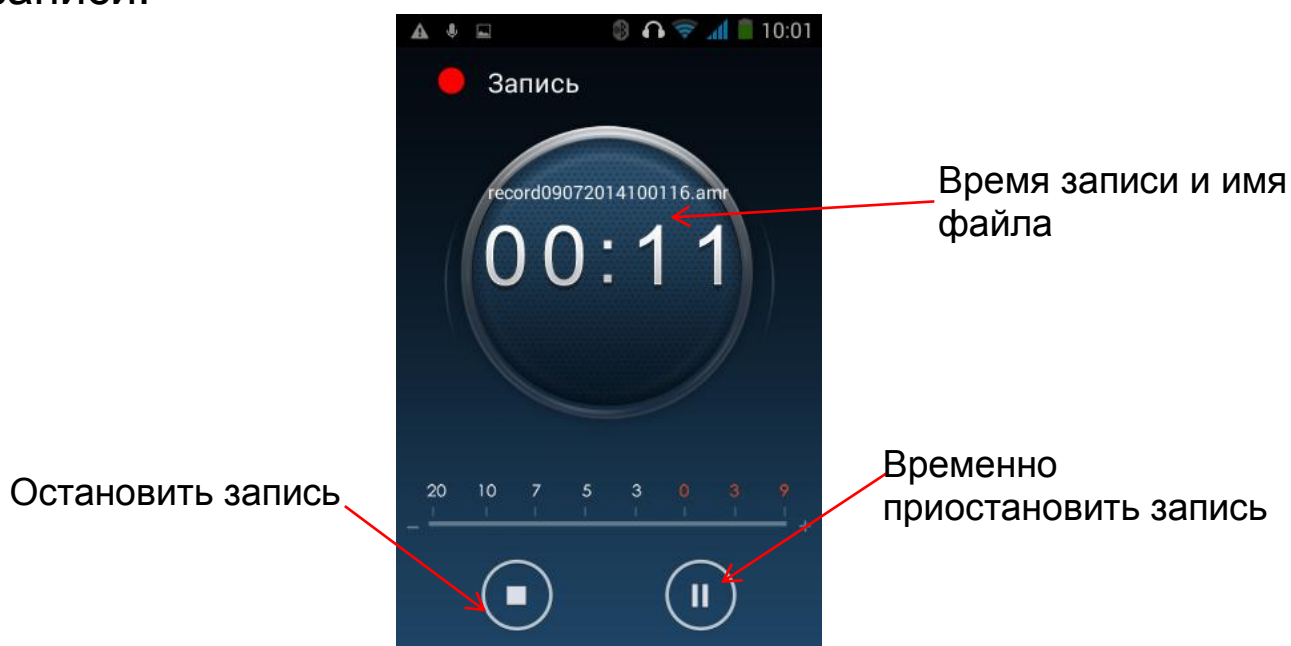 записи.
10:01
Запись
record09072014100116.amr
00:11
Время записи и имя
файла
Остановить запись
Временно
приостановить запись
20 10 7 5 3 0 3 9
- +